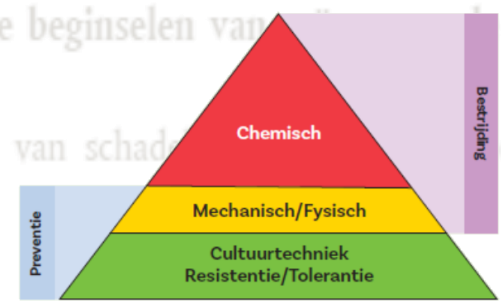 e beginselen van
van schade
Chemisch
Bestrijding
Mechanisch/Fysisch
Preventie
Cultuurtechniek
Resistentie/Tolerantie